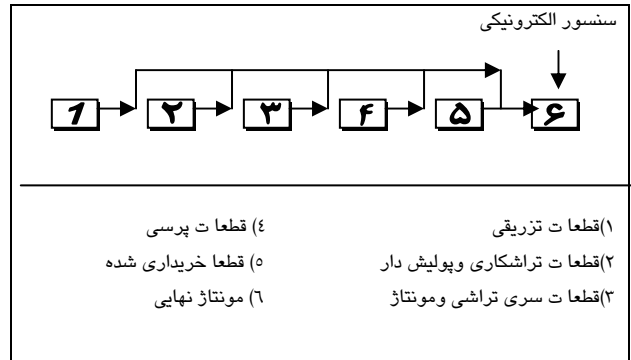 سنسور الکترونیکی
1 ۲ ۳ ۴ ۵ ۶
۱)قطعا ت تزریقی
۲)قطعا ت تراشکاری وپولیش دار
۳)قطعا ت سری تراشی ومونتاژ
٤) قطعا ت پرسی
٥) قطعا خریداری شده
٦) مونتاژ نهایی